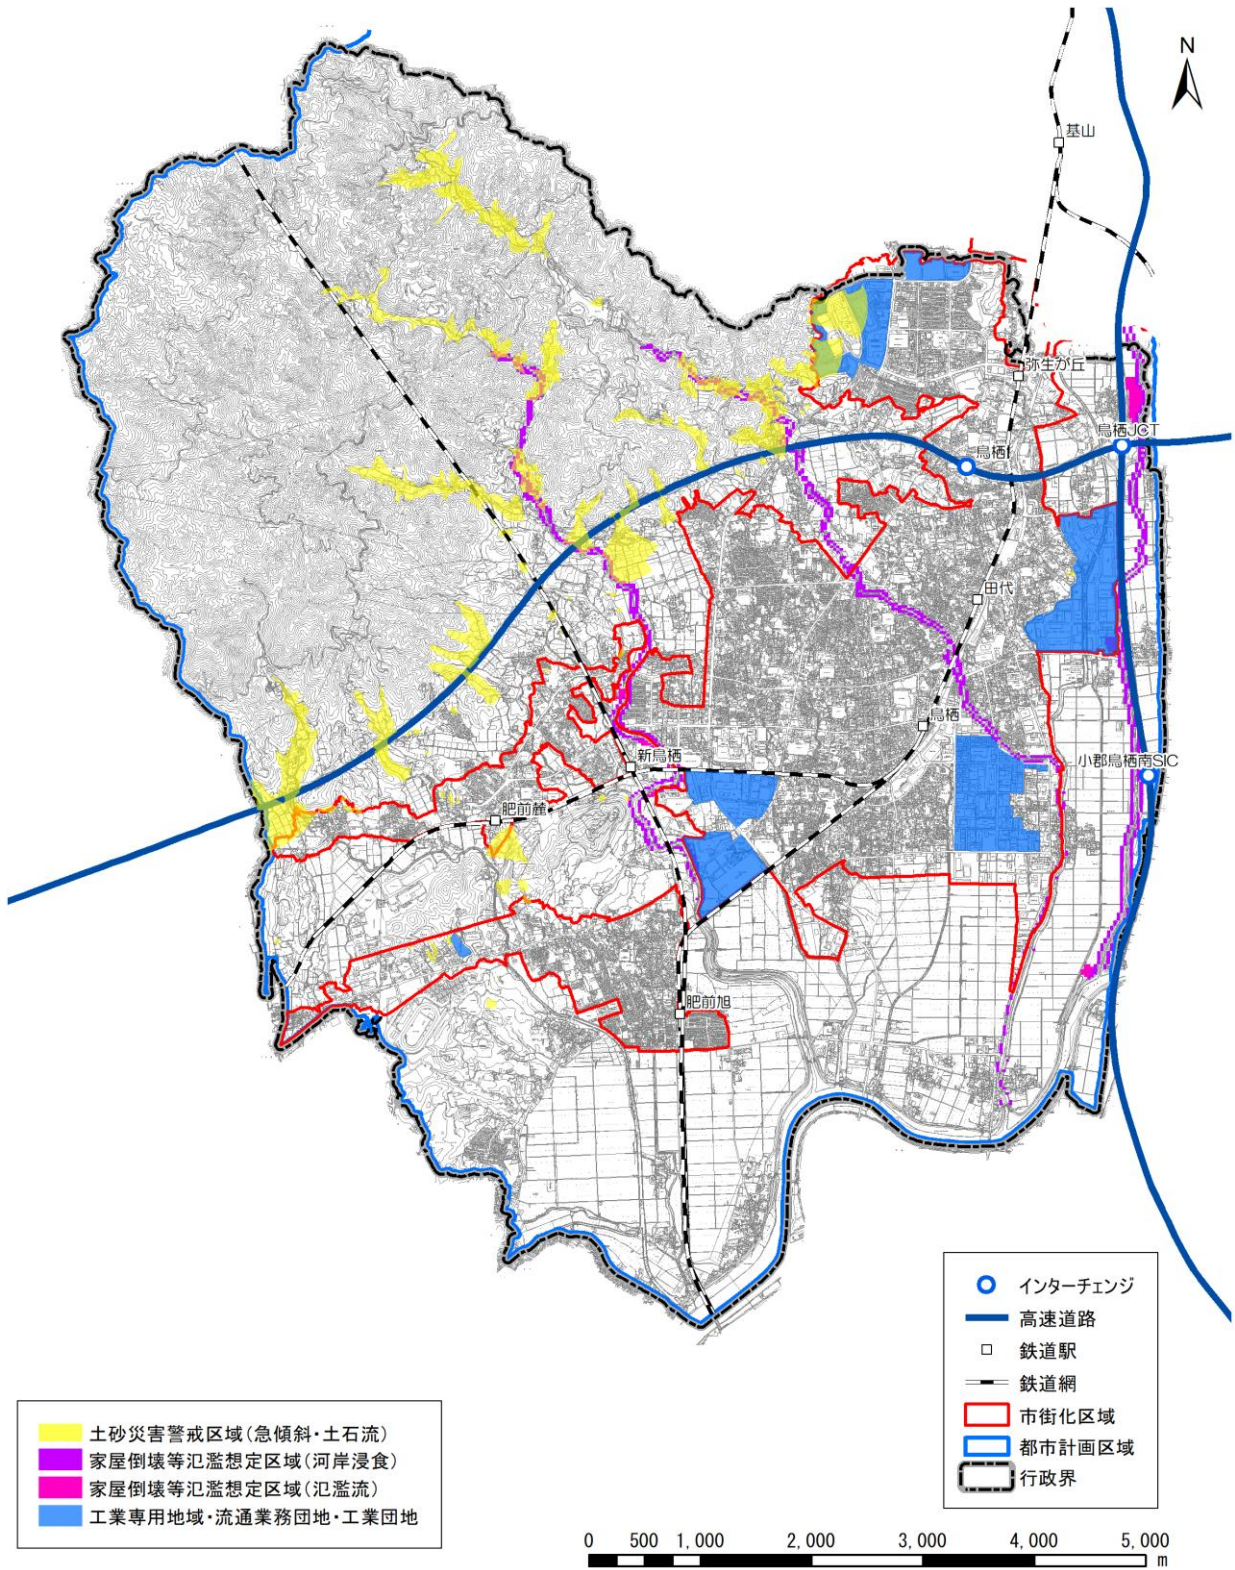 N
基山
弥生が丘
鳥栖JCT
鳥栖
田代
鳥栖
小郡鳥栖南SIC
新鳥栖
肥前麓
肥前旭
インターチェンジ
高速道路
鉄道駅
鉄道網
市街化区域
都市計画区域
行政界
土砂災害警戒区域(急傾斜・土石流)
家屋倒壊等氾濫想定区域(河岸浸食)
家屋倒壊等氾濫想定区域(氾濫流)
工業専用地域・流通業務団地・工業団地
0 500 1,000 2,000 3,000 4,000 5,000
m